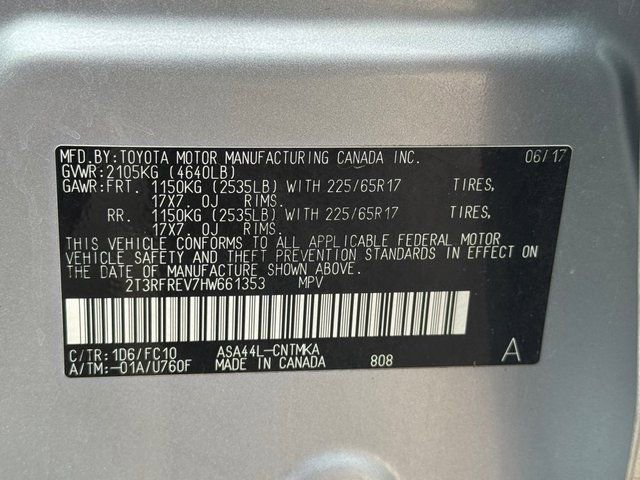 MFD.BY:TOYOTA MOTOR MANUFACTURING CANADA INC. 06/17
GVWR:2105KG (4640LB)
GAWR:FRT. 1150KG (2535LB) WITH 225/65R17 TIRES,
17X7.0J RIMS.
RR. 1150KG (2535LB) WITH 225/65R17 TIRES,
17X7.0J RIMS.
THIS VEHICLE CONFORMS TO ALL APPLICABLE FEDERAL MOTOR
VEHICLE SAFETY AND THEFT PREVENTION STANDARDS IN EFFECT ON
THE DATE OF MANUFACTURE SHOWN ABOVE.
2T3RFREV7HW661353 MPV
C/TR:1D6/FC10 ASA44L-CNTMKA A
A/TM:-01A/U760F MADE IN CANADA 808